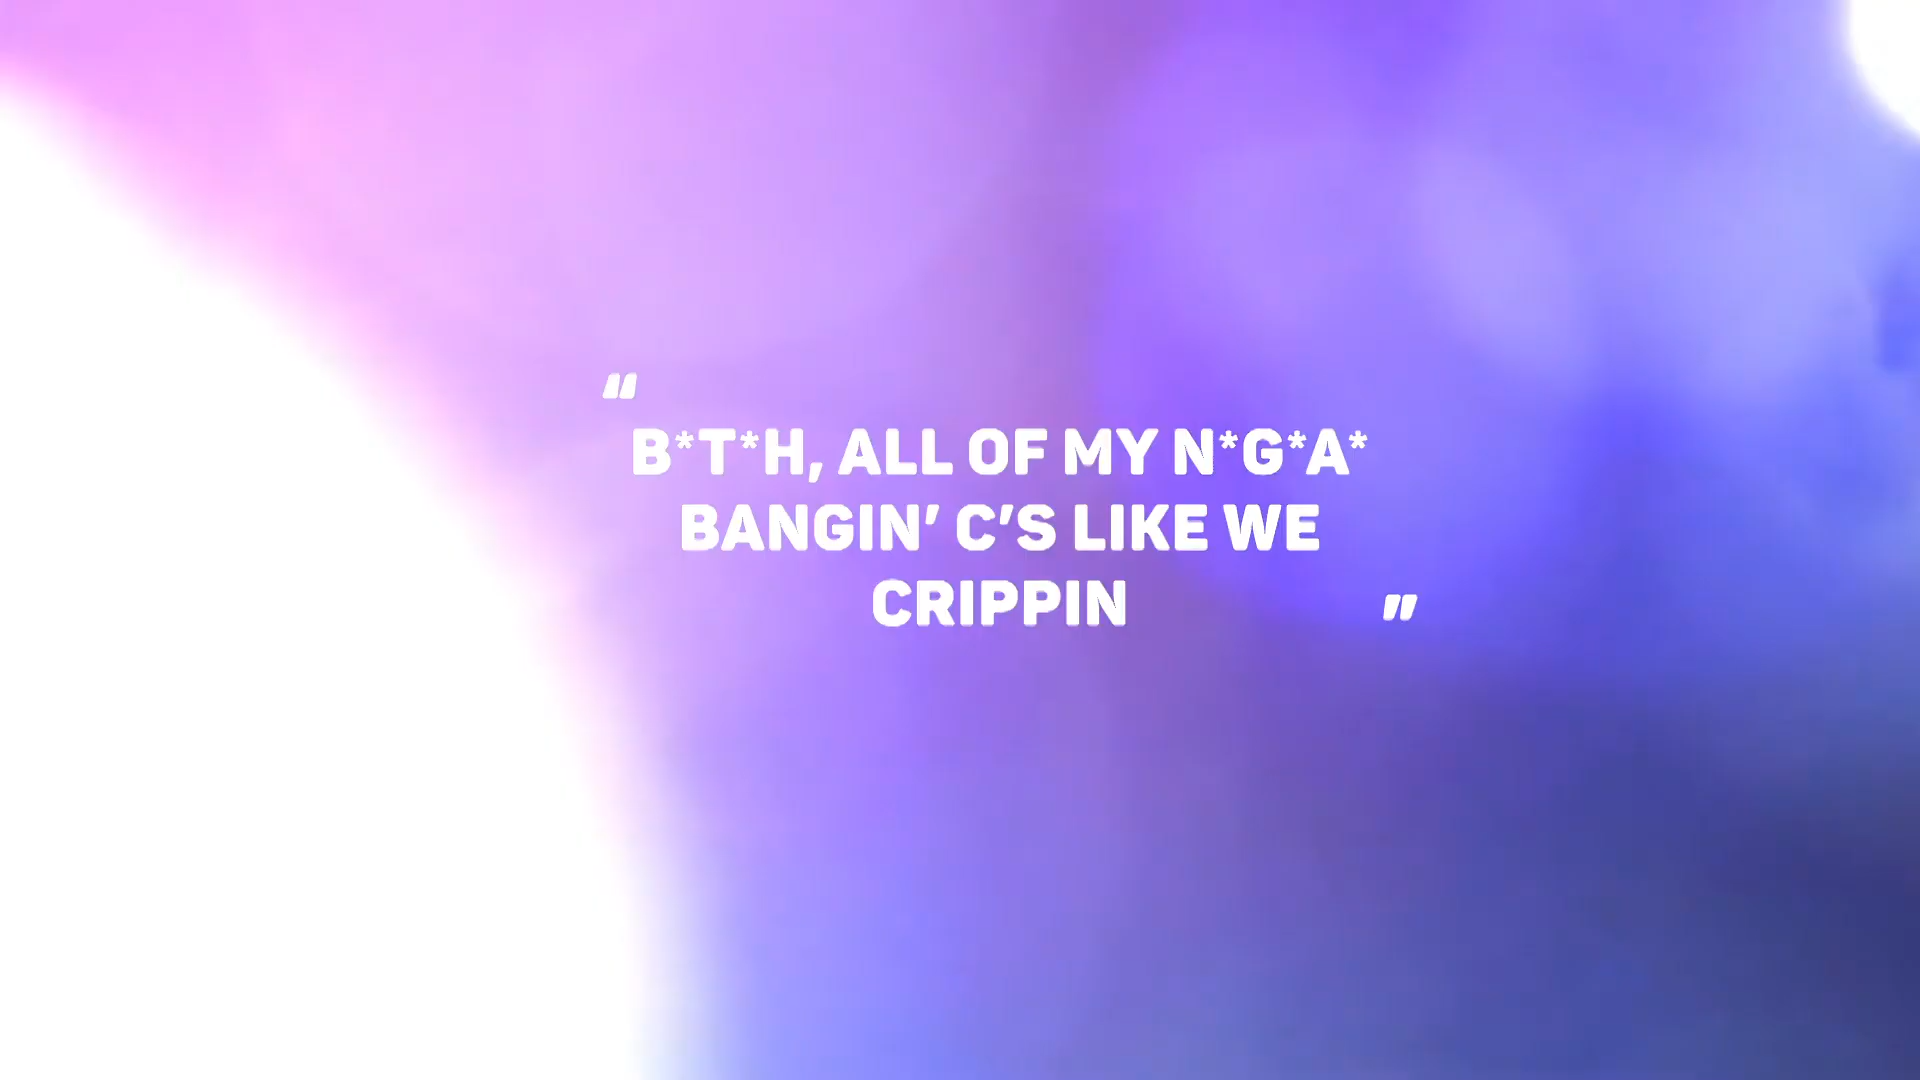 “
B*T*H, ALL OF MY N*G*A*
BANGIN’ C’S LIKE WE
CRIPPIN
”